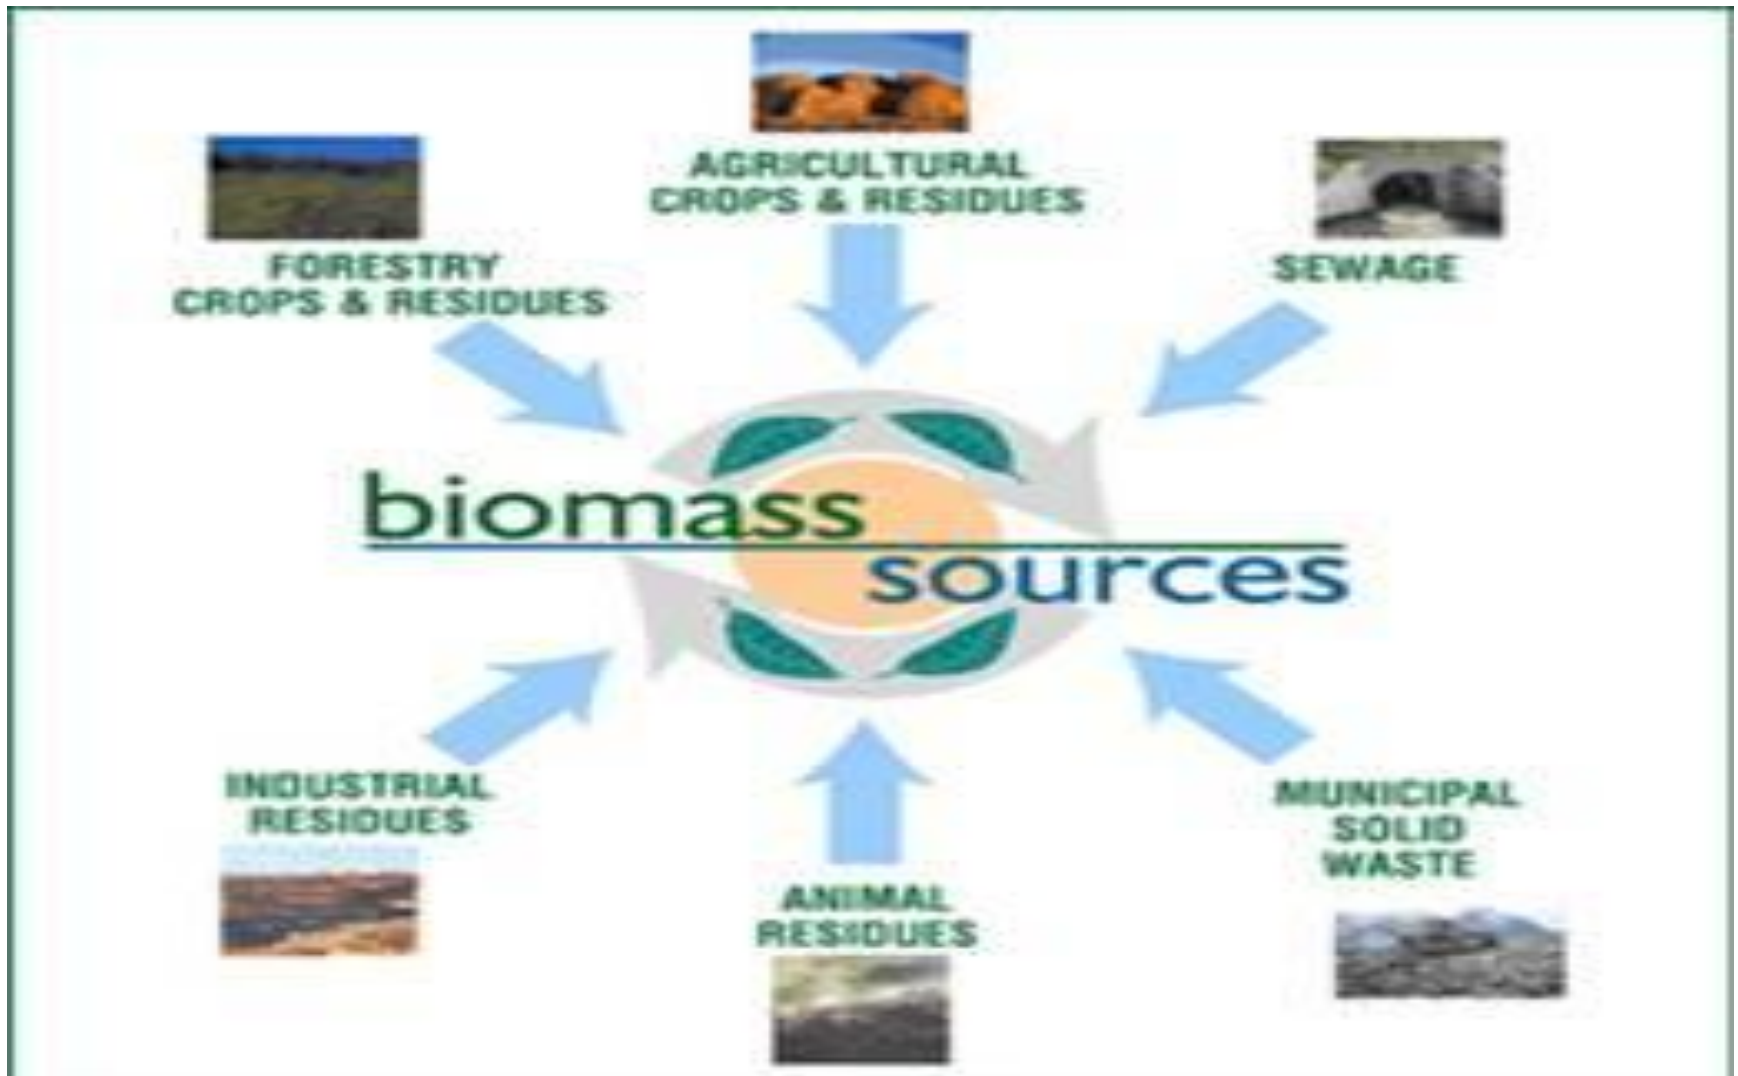 AGRICULTURAL
CROPS & RESIDUES
FORESTRY
CROPS & RESIDUES
SEWAGE
biomass
sources
INDUSTRIAL
RESIDUES
MUNICIPAL
SOLID
WASTE
ANIMAL
RESIDUES